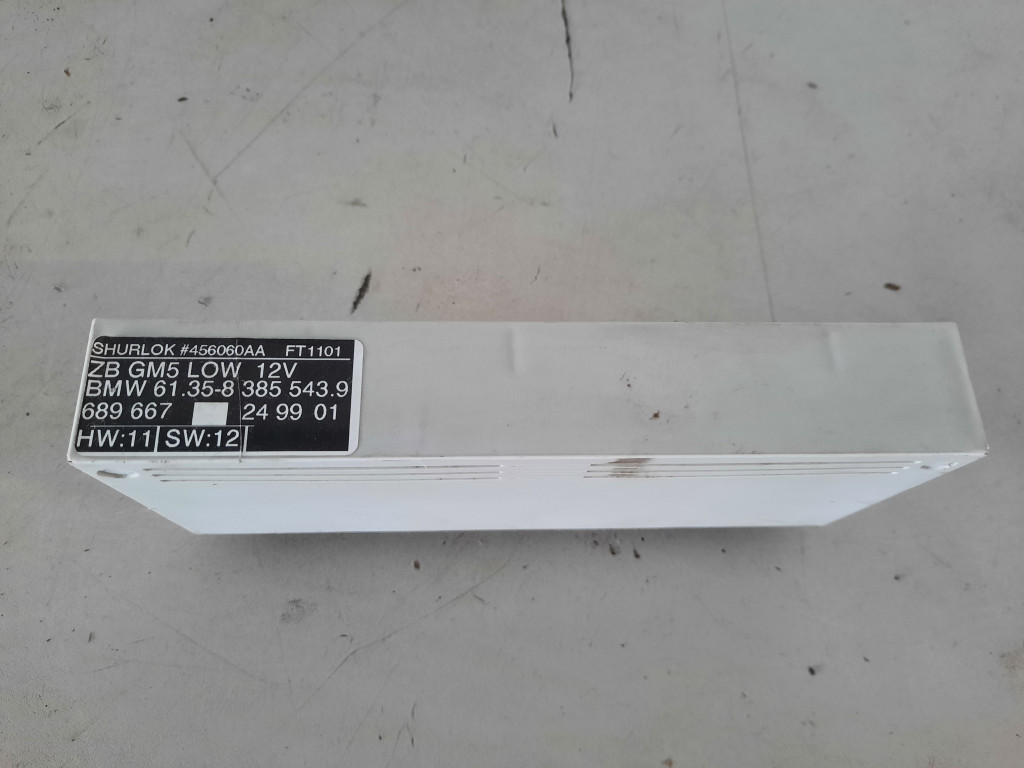 SHURLOK #456060AA FT1101
ZB GM5 LOW 12V
BMW 61.35-8 385 543.9
689 667 24 99 01
HW:11 SW:12